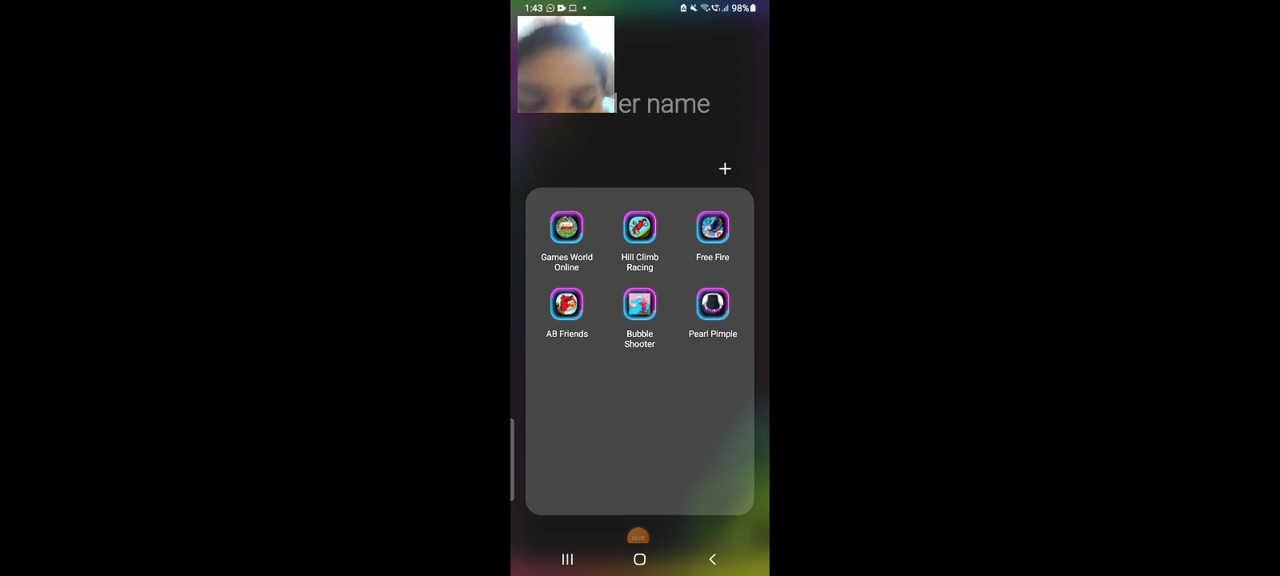 1:43
98%
der name
+
Games World
Online
Hill Climb
Racing
Free Fire
AB Friends
Bubble
Shooter
Pearl Pimple